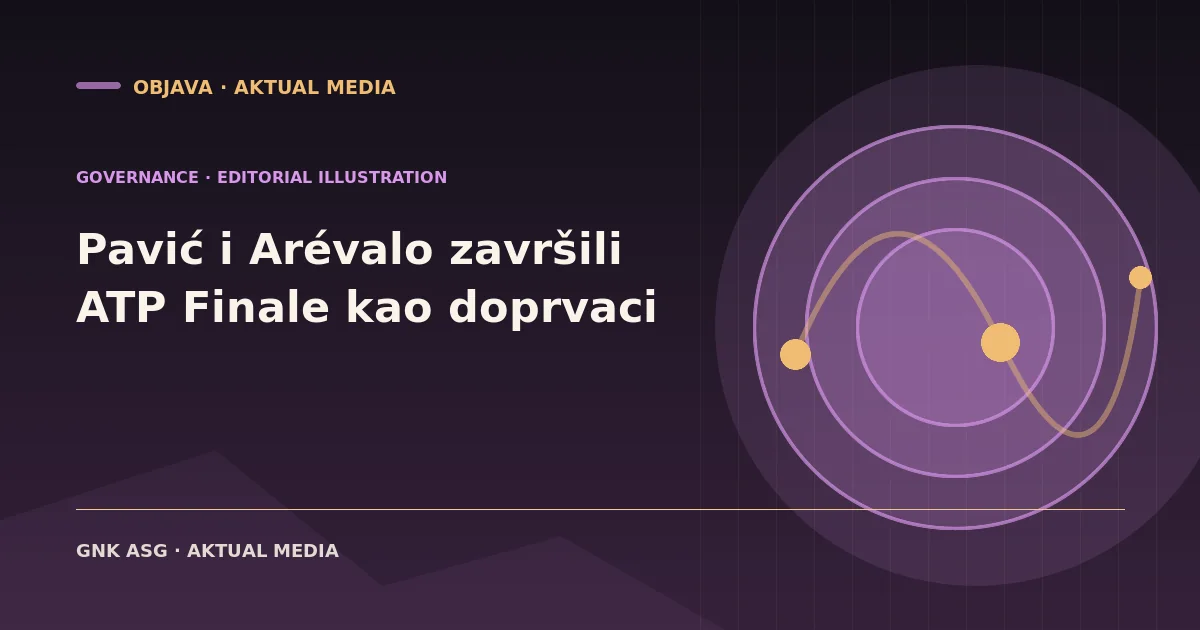 OBJAVA · AKTUAL MEDIA
GOVERNANCE · EDITORIAL ILLUSTRATION
Pavić i Arévalo završili
ATP Finale kao doprvaci
GNK ASG · AKTUAL MEDIA